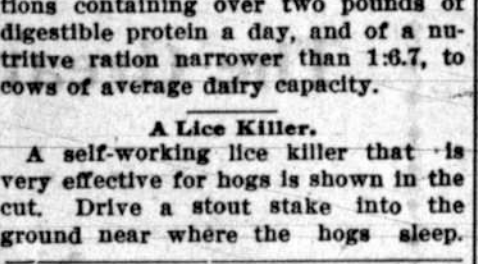 tions containing over two pounds of
digestible protein a day, and of a nu-
tritive ration narrower than 1:6.7, to
cows of average dairy capacity.
A Lice Killer.
A self-working lice killer that is
very effective for hogs is shown in the
cut. Drive a stout stake into the
ground near where the hogs sleep.